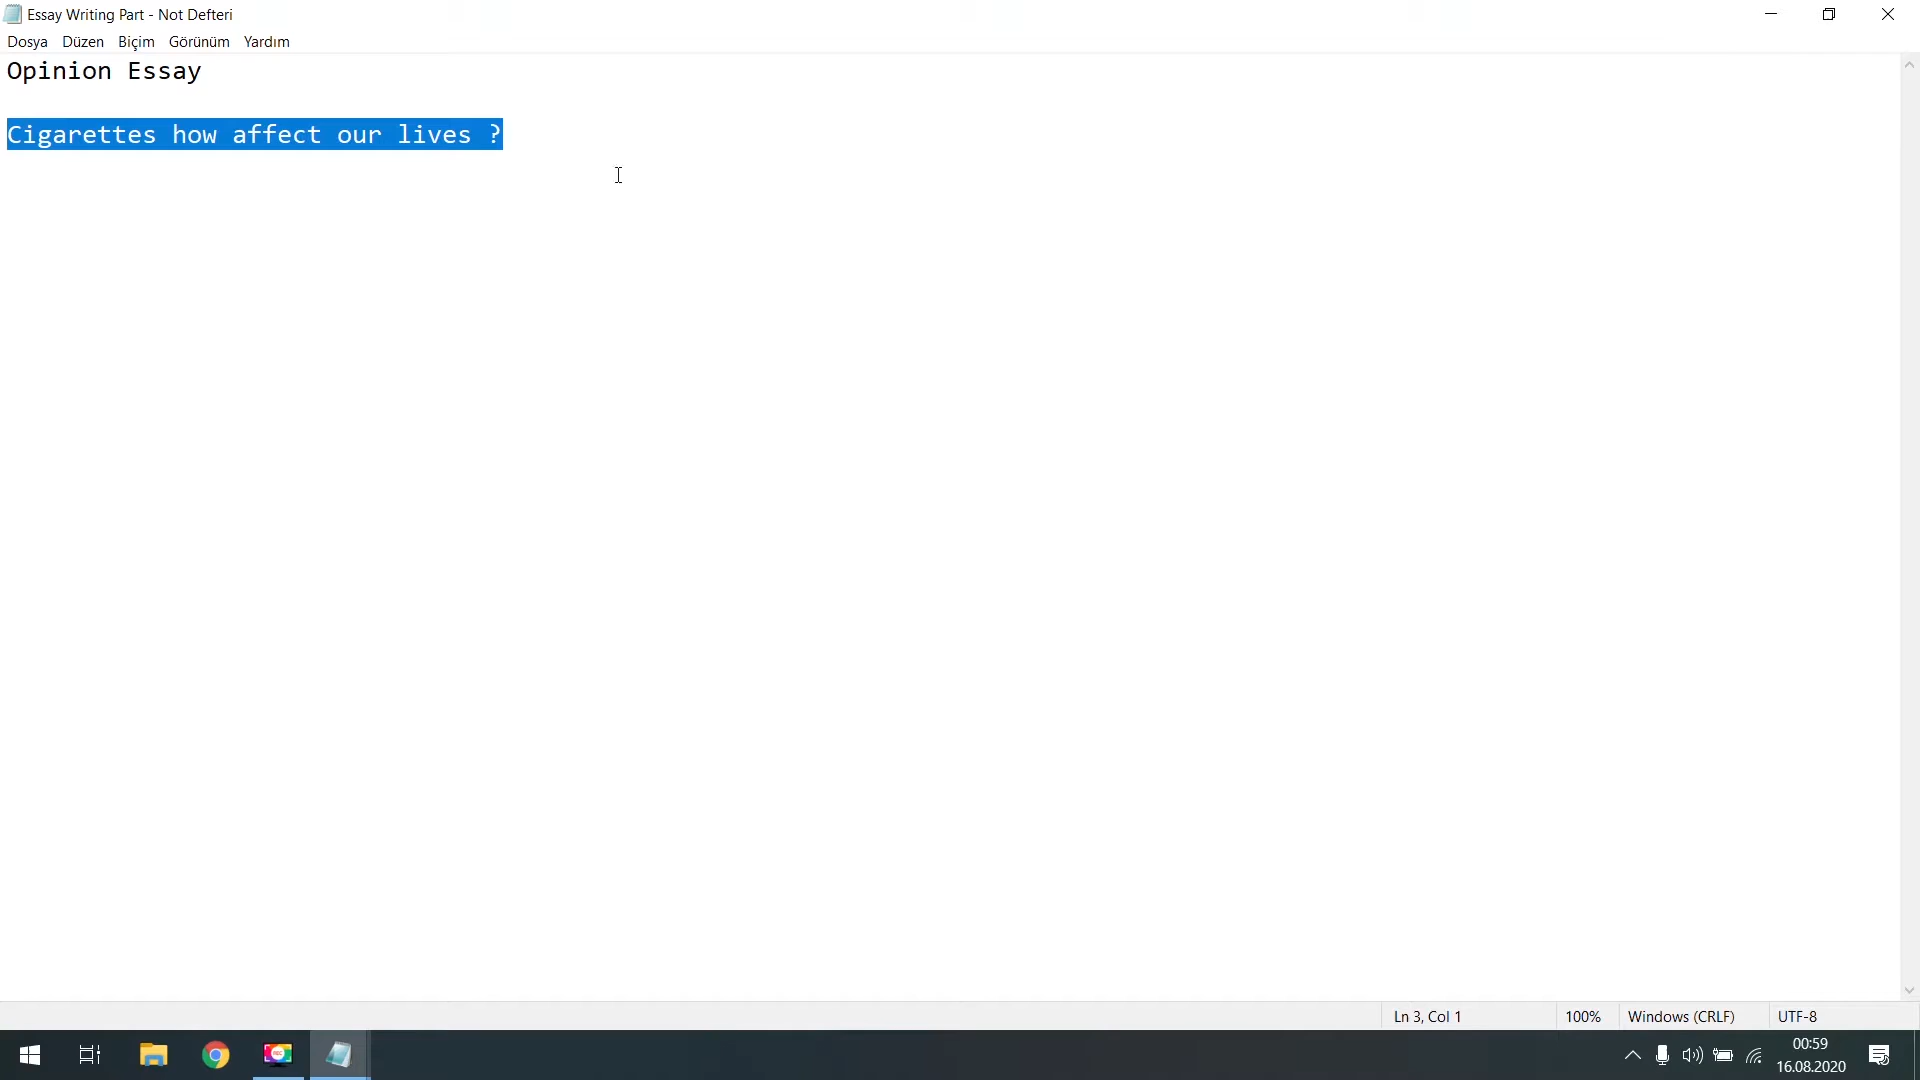 Essay Writing Part - Not Defteri
Dosya Düzen Biçim Görünüm Yardım
Opinion Essay
Cigarettes how affect our lives ?
Ln 3, Col 1 100% Windows (CRLF) UTF-8
00:59
16.08.2020